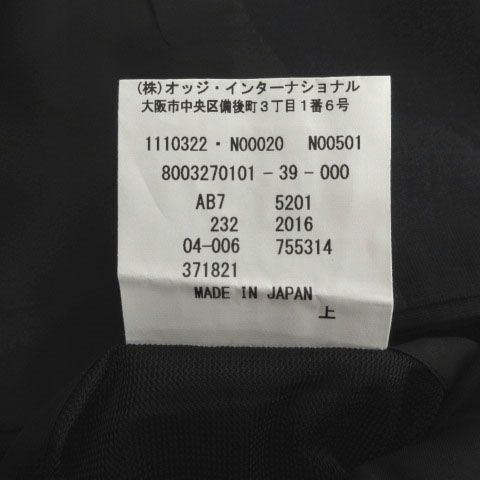 (株)オッジ・インターナショナル
大阪市中央区備後町3丁目1番6号
1110322・N00020 N00501
8003270101-39-000
AB7 5201
232 2016
04-006 755314
371821
MADE IN JAPAN
上